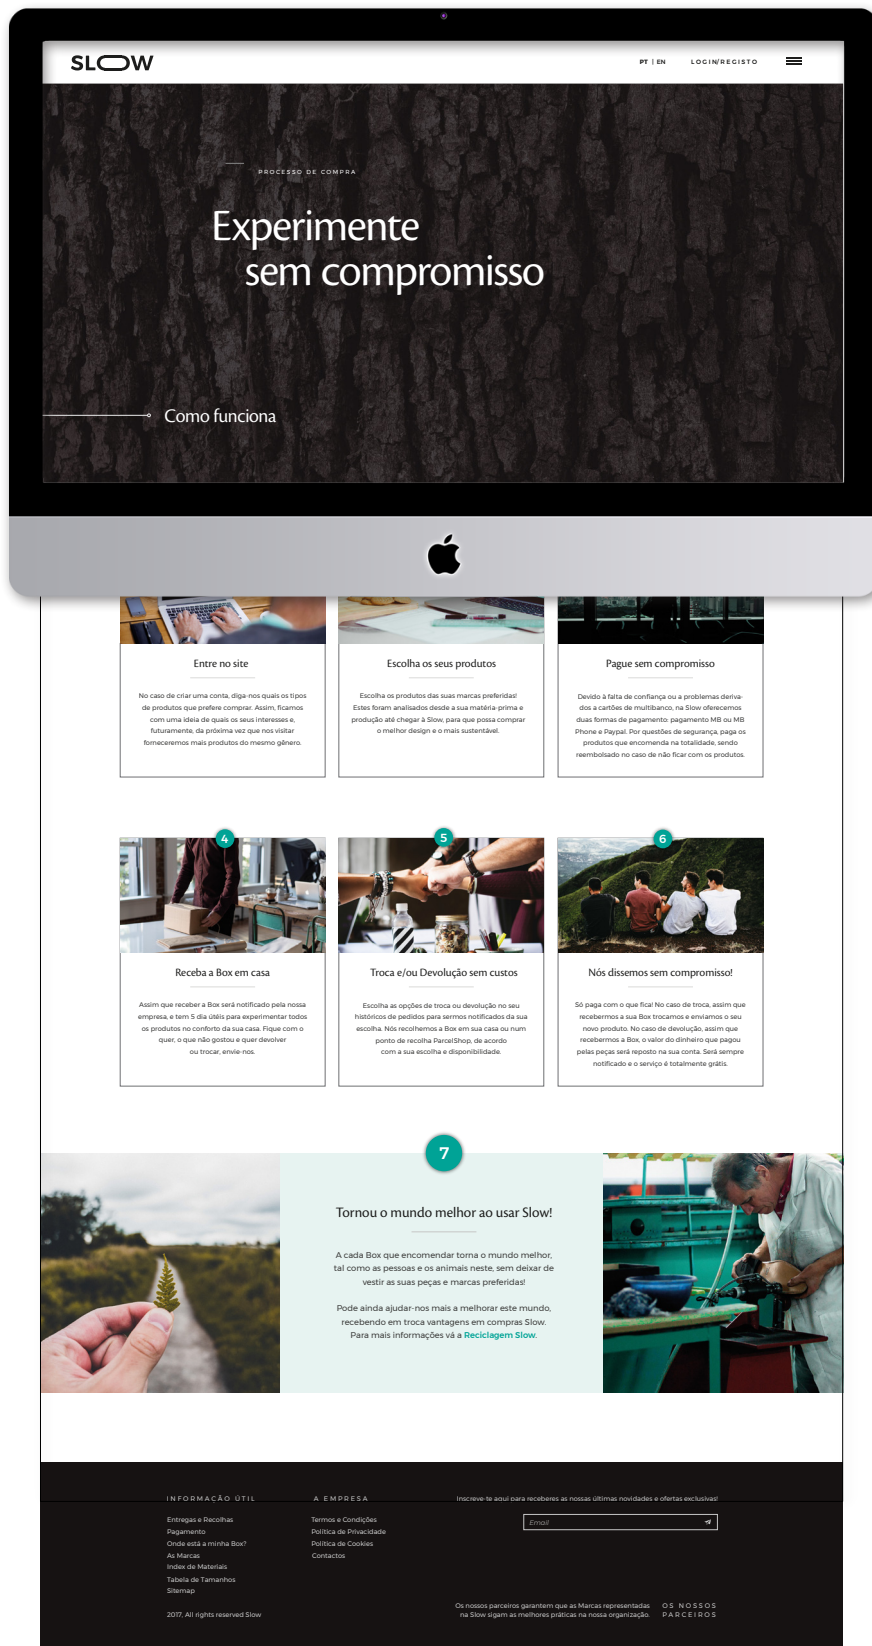 SLOW
PT | EN
LOGIN/REGISTO
PROCESSO DE COMPRA
Experimente
sem compromisso
Como funciona
Entre no site
No caso de criar uma conta, diga-nos quais os tipos
de produtos que prefere comprar. Assim, ficamos
com uma ideia de quais os seus interesses e,
futuramente, da próxima vez que nos visitar
forneceremos mais produtos do mesmo gênero.
Escolha os seus produtos
Escolha os produtos das suas marcas preferidas!
Estes foram analisados desde a sua matéria-prima e
produção até chegar à Slow, para que possa comprar
o melhor design e o mais sustentável.
Pague sem compromisso
Devido à falta de confiança ou a problemas deriva-
dos a cartões de multibanco, na Slow oferecemos
duas formas de pagamento: pagamento MB ou MB
Phone e Paypal. Por questões de segurança, paga os
produtos que encomenda na totalidade, sendo
reembolsado no caso de não ficar com os produtos.
4
Receba a Box em casa
Assim que receber a Box será notificado pela nossa
empresa, e tem 5 dia útéis para experimentar todos
os produtos no conforto da sua casa. Fique com o
quer, o que não gostou e quer devolver
ou trocar, envie-nos.
5
Troca e/ou Devolução sem custos
Escolha as opções de troca ou devolução no seu
históricos de pedidos para sermos notificados da sua
escolha. Nós recolhemos a Box em sua casa ou num
ponto de recolha ParcelShop, de acordo
com a sua escolha e disponibilidade.
6
Nós dissemos sem compromisso!
Só paga com o que fica! No caso de troca, assim que
recebermos a sua Box trocamos e enviamos o seu
novo produto. No caso de devolução, assim que
recebermos a Box, o valor do dinheiro que pagou
pelas peças será reposto na sua conta. Será sempre
notificado e o serviço é totalmente grátis.
7
Tornou o mundo melhor ao usar Slow!
A cada Box que encomendar torna o mundo melhor,
tal como as pessoas e os animais neste, sem deixar de
vestir as suas peças e marcas preferidas!
Pode ainda ajudar-nos mais a melhorar este mundo,
recebendo em troca vantagens em compras Slow.
Para mais informações vá a Reciclagem Slow.
INFORMAÇÃO ÚTIL
Entregas e Recolhas
Pagamento
Onde está a minha Box?
As Marcas
Index de Materiais
Tabela de Tamanhos
Sitemap
2017, All rights reserved Slow
A EMPRESA
Termos e Condições
Política de Privacidade
Política de Cookies
Contactos
Inscreve-te aqui para receberes as nossas últimas novidades e ofertas exclusivas!
Email
Os nossos parceiros garantem que as Marcas representadas
na Slow sigam as melhores práticas na nossa organização.
OS NOSSOS
PARCEIROS